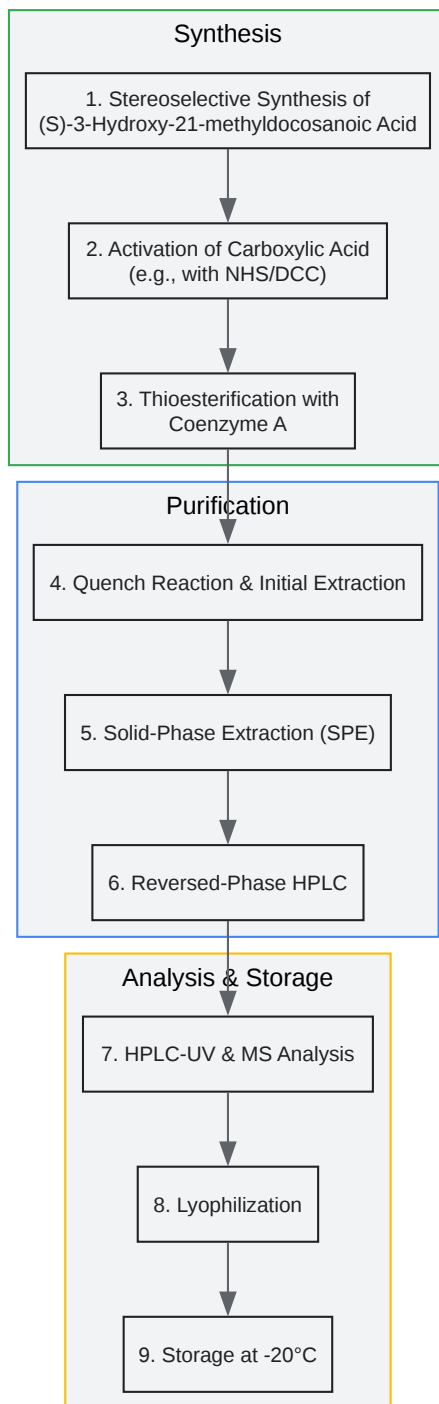 Synthesis
1. Stereoselective Synthesis of
(S)-3-Hydroxy-21-methyldocosanoic Acid
2. Activation of Carboxylic Acid
(e.g., with NHS/DCC)
3. Thioesterification with
Coenzyme A
Purification
4. Quench Reaction & Initial Extraction
5. Solid-Phase Extraction (SPE)
6. Reversed-Phase HPLC
Analysis & Storage
7. HPLC-UV & MS Analysis
8. Lyophilization
9. Storage at -20°C